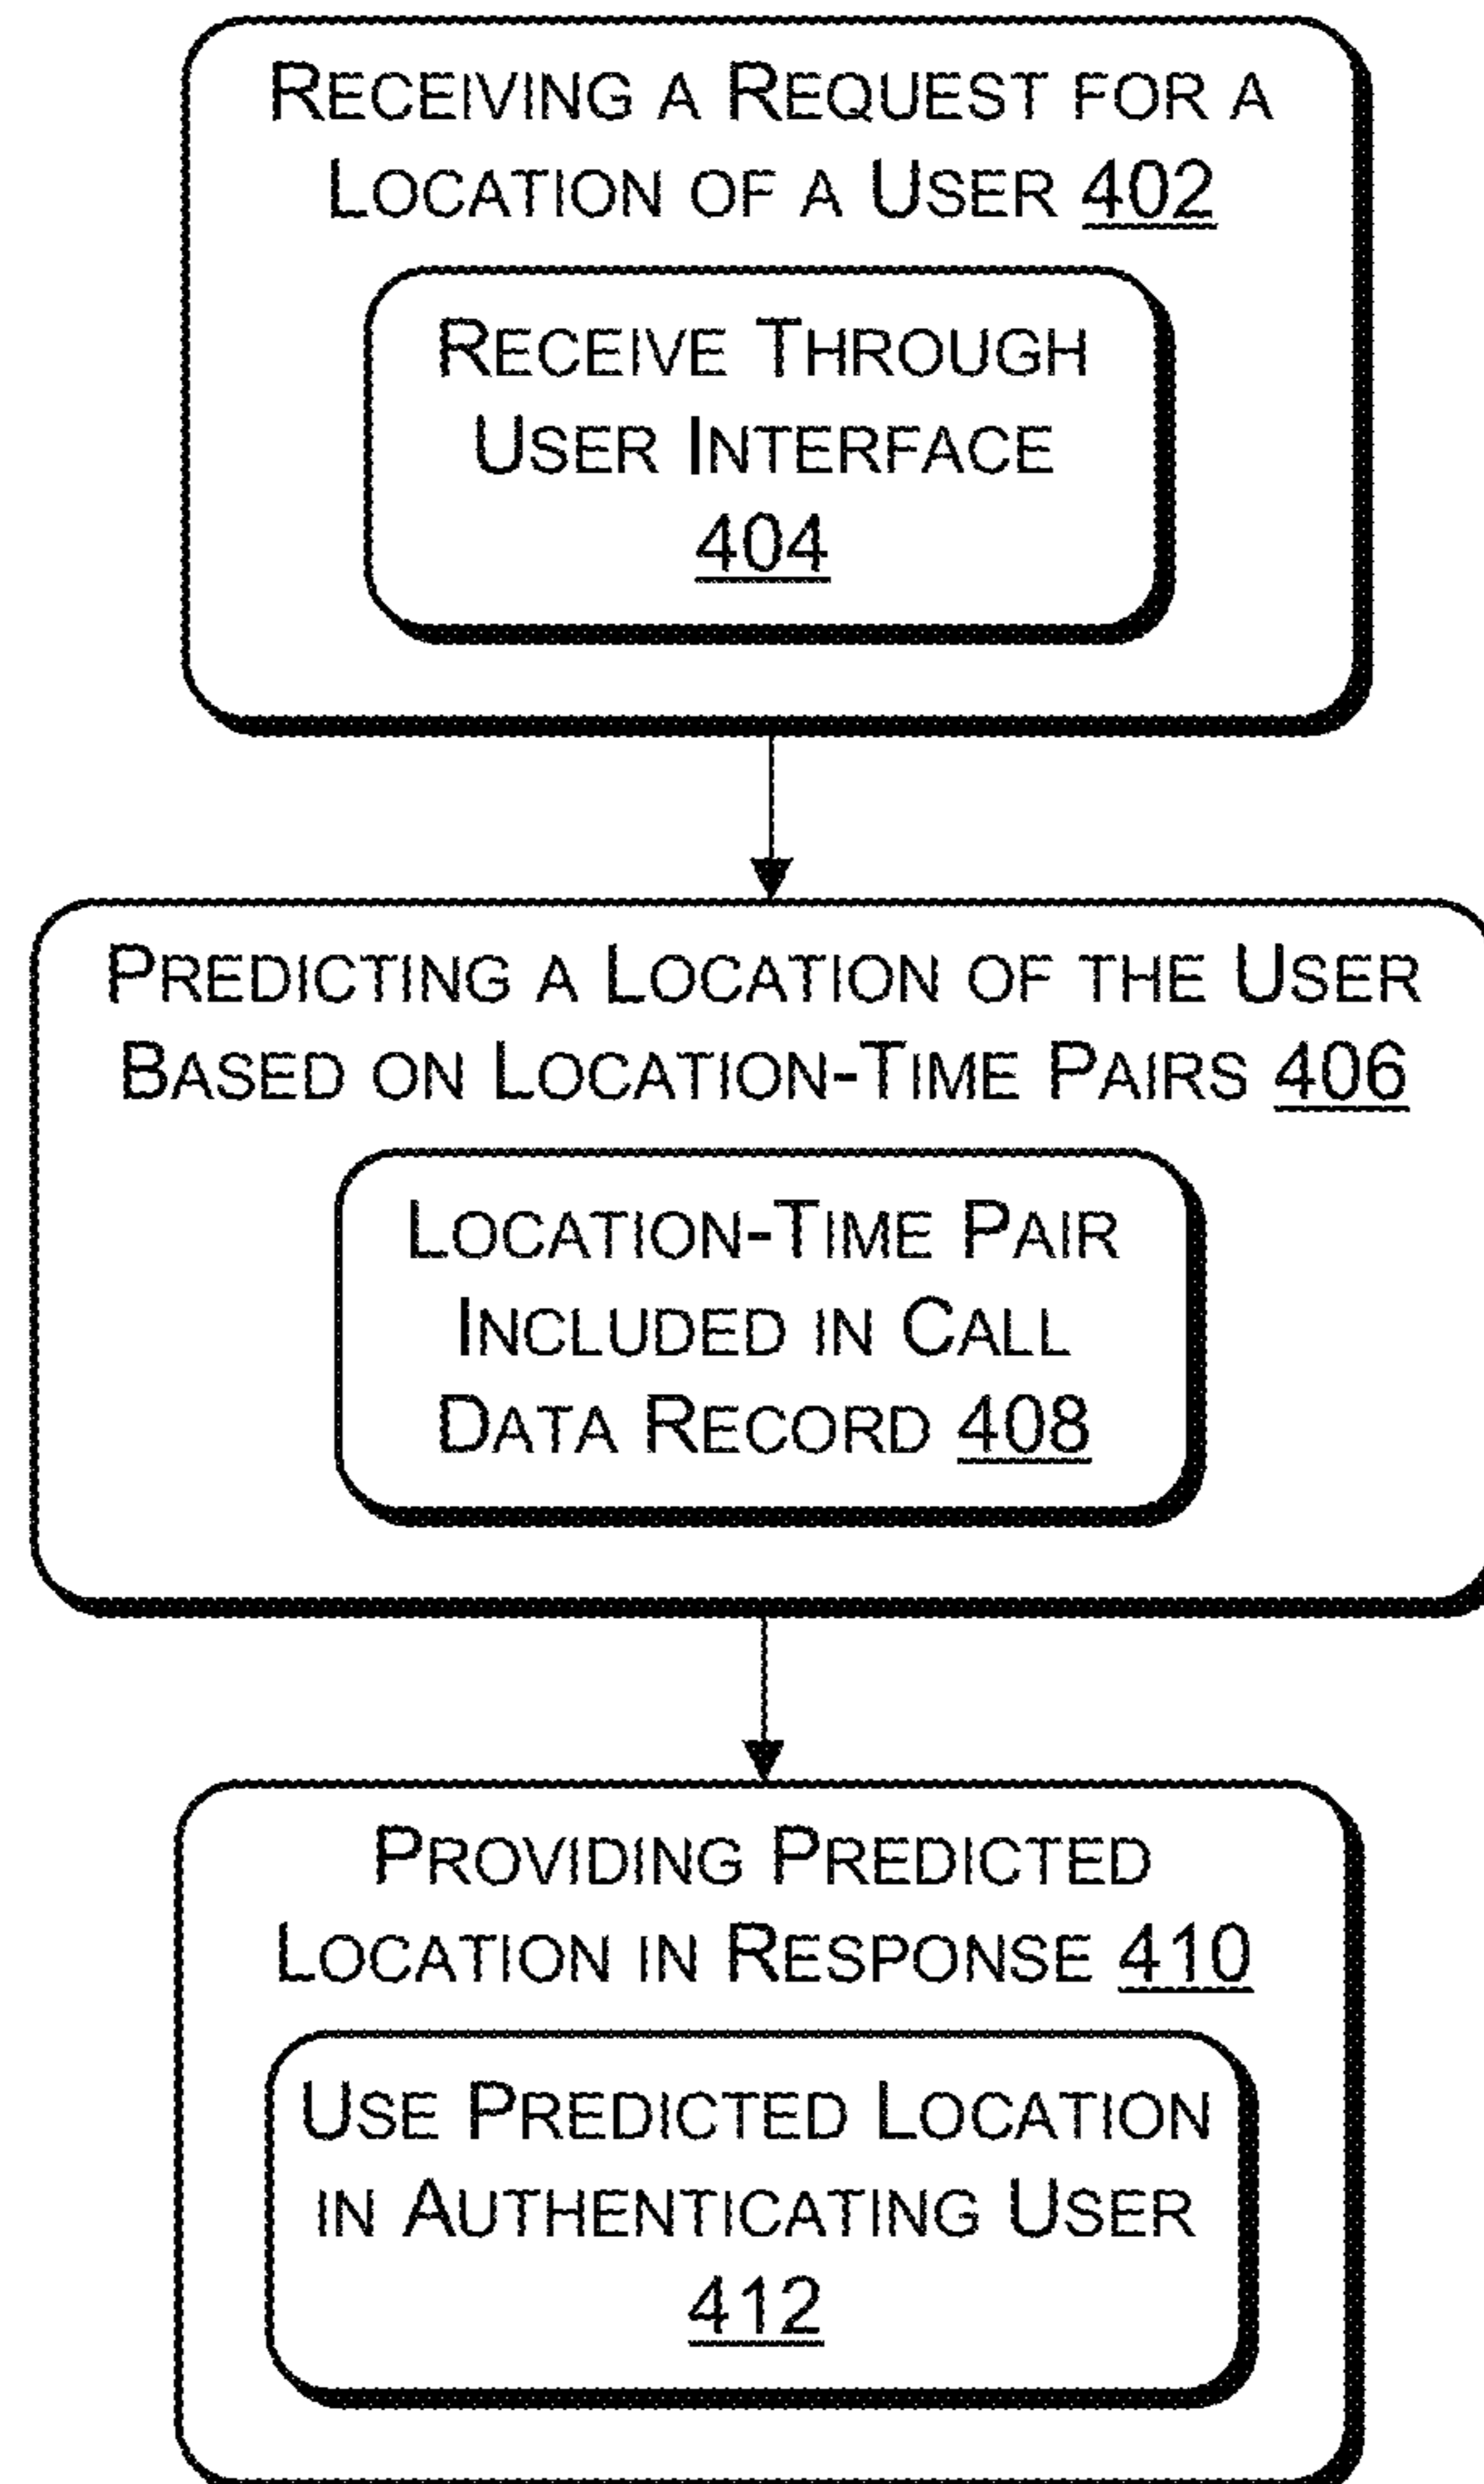 RECEIVING A REQUEST FOR A
LOCATION OF A USER 402
RECEIVE THROUGH
USER INTERFACE
404
PREDICTING A LOCATION OF THE USER
BASED ON LOCATION-TIME PAIRS 406
LOCATION-TIME PAIR
INCLUDED IN CALL
DATA RECORD 408
PROVIDING PREDICTED
LOCATION IN RESPONSE 410
USE PREDICTED LOCATION
IN AUTHENTICATING USER
412